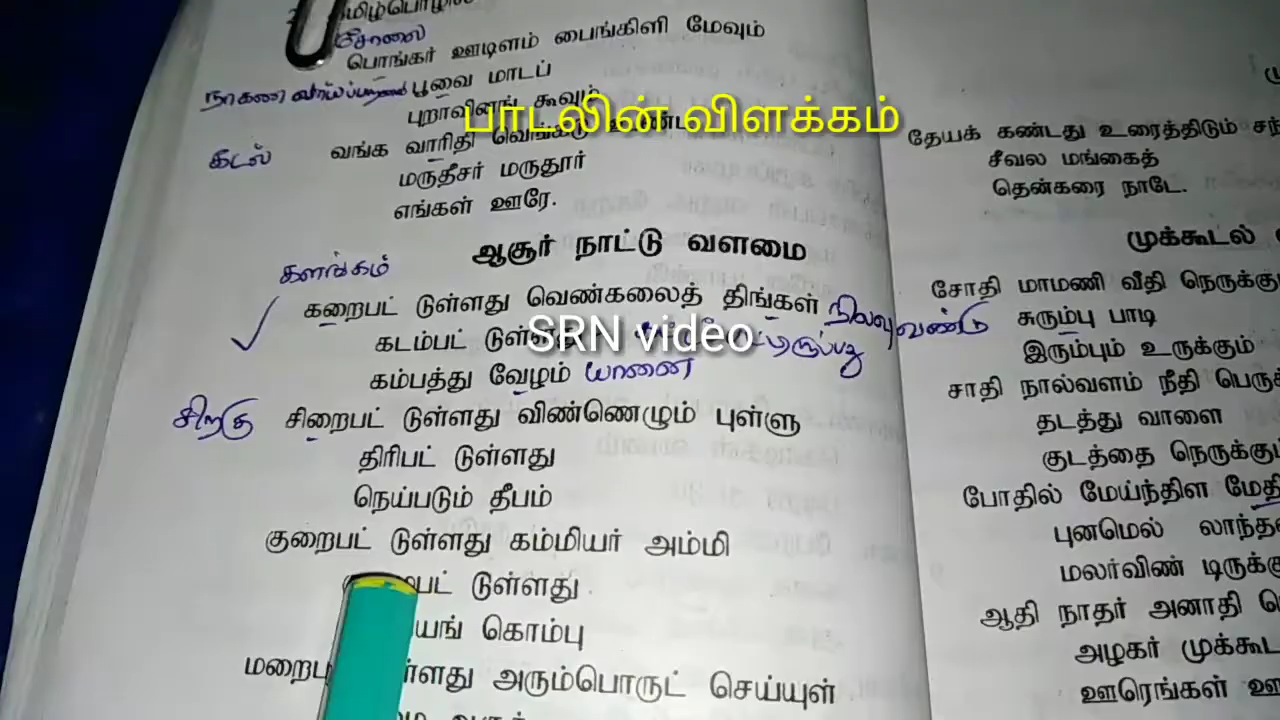 சோலை
பொங்கர் ஊடிளம் பைங்கிளி மேவும்
பூவை மாடப்
புறாவினங் கூவும்
பாடலின் விளக்கம்
கீடல் வங்க வாரிதி வெங்கடு உண்ட
மருதீசர் மருதூர்
எங்கள் ஊரே.
ஆசூர் நாட்டு வளமை
களங்கம்
கறைபட் டுள்ளது வெண்கலைத் திங்கள் நிலவு
கடம்பட் டுள்ளது
SRN video
கம்பத்து வேழம் யானை
சிறகு சிறைபட் டுள்ளது விண்ணெழும் புள்ளு
திரிபட் டுள்ளது
நெய்படும் தீபம்
குறைபட் டுள்ளது கம்மியர் அம்மி
டுள்ளது
கொம்பு
அரும்பொருட் செய்யுள்
தேயக் கண்டது உரைத்திடும்
சீவல மங்கைத்
தென்கரை நாடே.
முக்கூடல்
சோதி மாமணி வீதி
வண்டு சுரும்பு பாடி
இரும்பும் உருக்கும்
சாதி நால்வளம் நீதி
தடத்து வாளை
குடத்தை
போதில் மேய்ந்திள மேதி
புனமெல்
மலர்விண்
ஆதி நாதர் அனாதி
அழகர்
ஊரெங்கள்